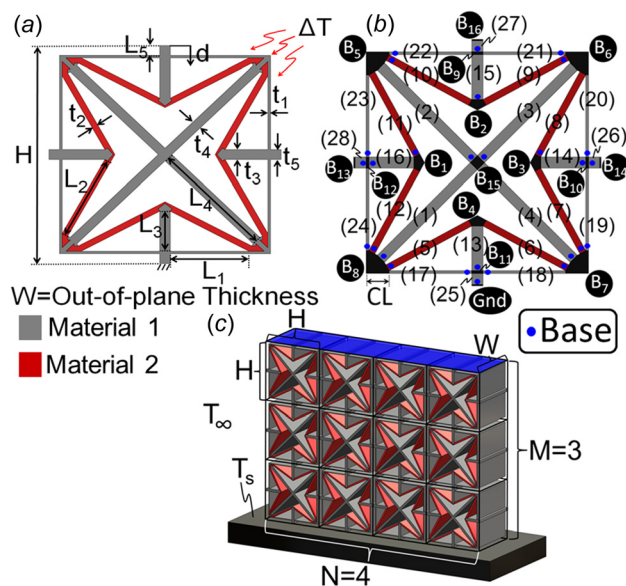 (a)
L5
d
ΔT
t1
t2
t4
H
t3
t5
L2
L4
L3
L1
W=Out-of-plane Thickness
Material 1
Material 2
(b)
B16
(27)
B5
B6
(22)
(21)
B9
(10)
(15)
(9)
(23)
(20)
B2
(2)
(3)
(11)
(8)
(28)
(26)
(16)
B1
B3
(14)
B13
B12
B15
B10
B14
(12)
B4
(7)
(24)
(1)
(4)
(19)
(13)
B8
(5)
(6)
B11
B7
(17)
(18)
CL
(25)
Gnd
Base
(c)
H
W
H
T∞
M=3
Ts
N=4